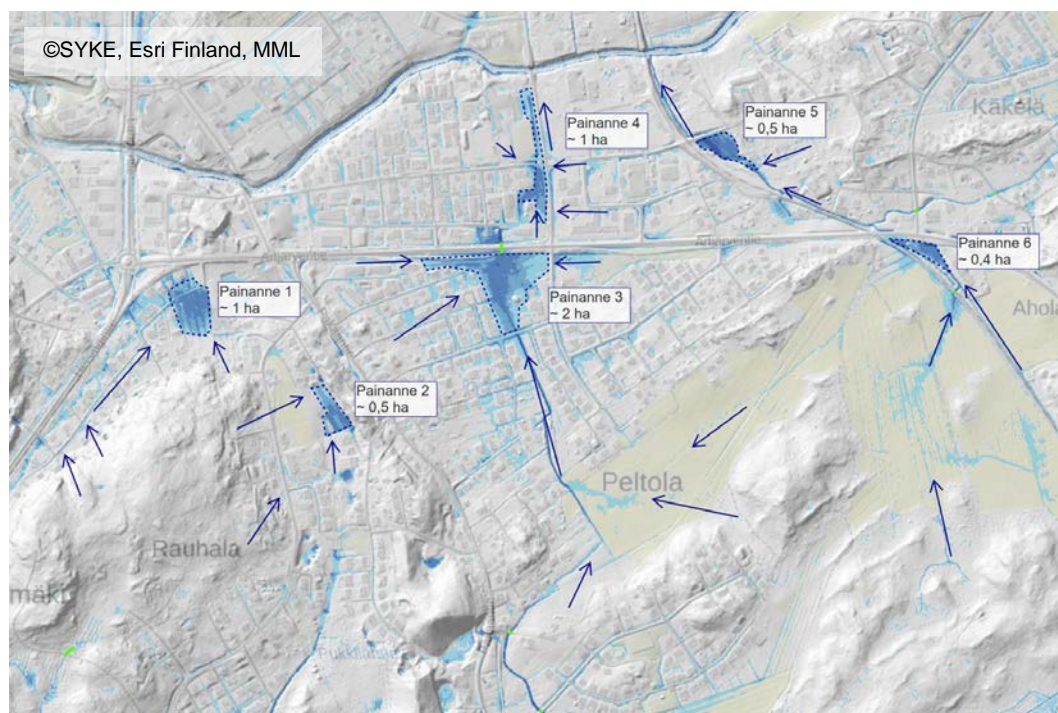 ©SYKE, Esri Finland, MML
Käkelä
Painanne 5
~ 0,5 ha
Painanne 4
~ 1 ha
Painanne 6
~ 0,4 ha
Painanne 1
~ 1 ha
Painanne 3
~ 2 ha
Ahola
Painanne 2
~ 0,5 ha
Peltola
Rauhala
mäki